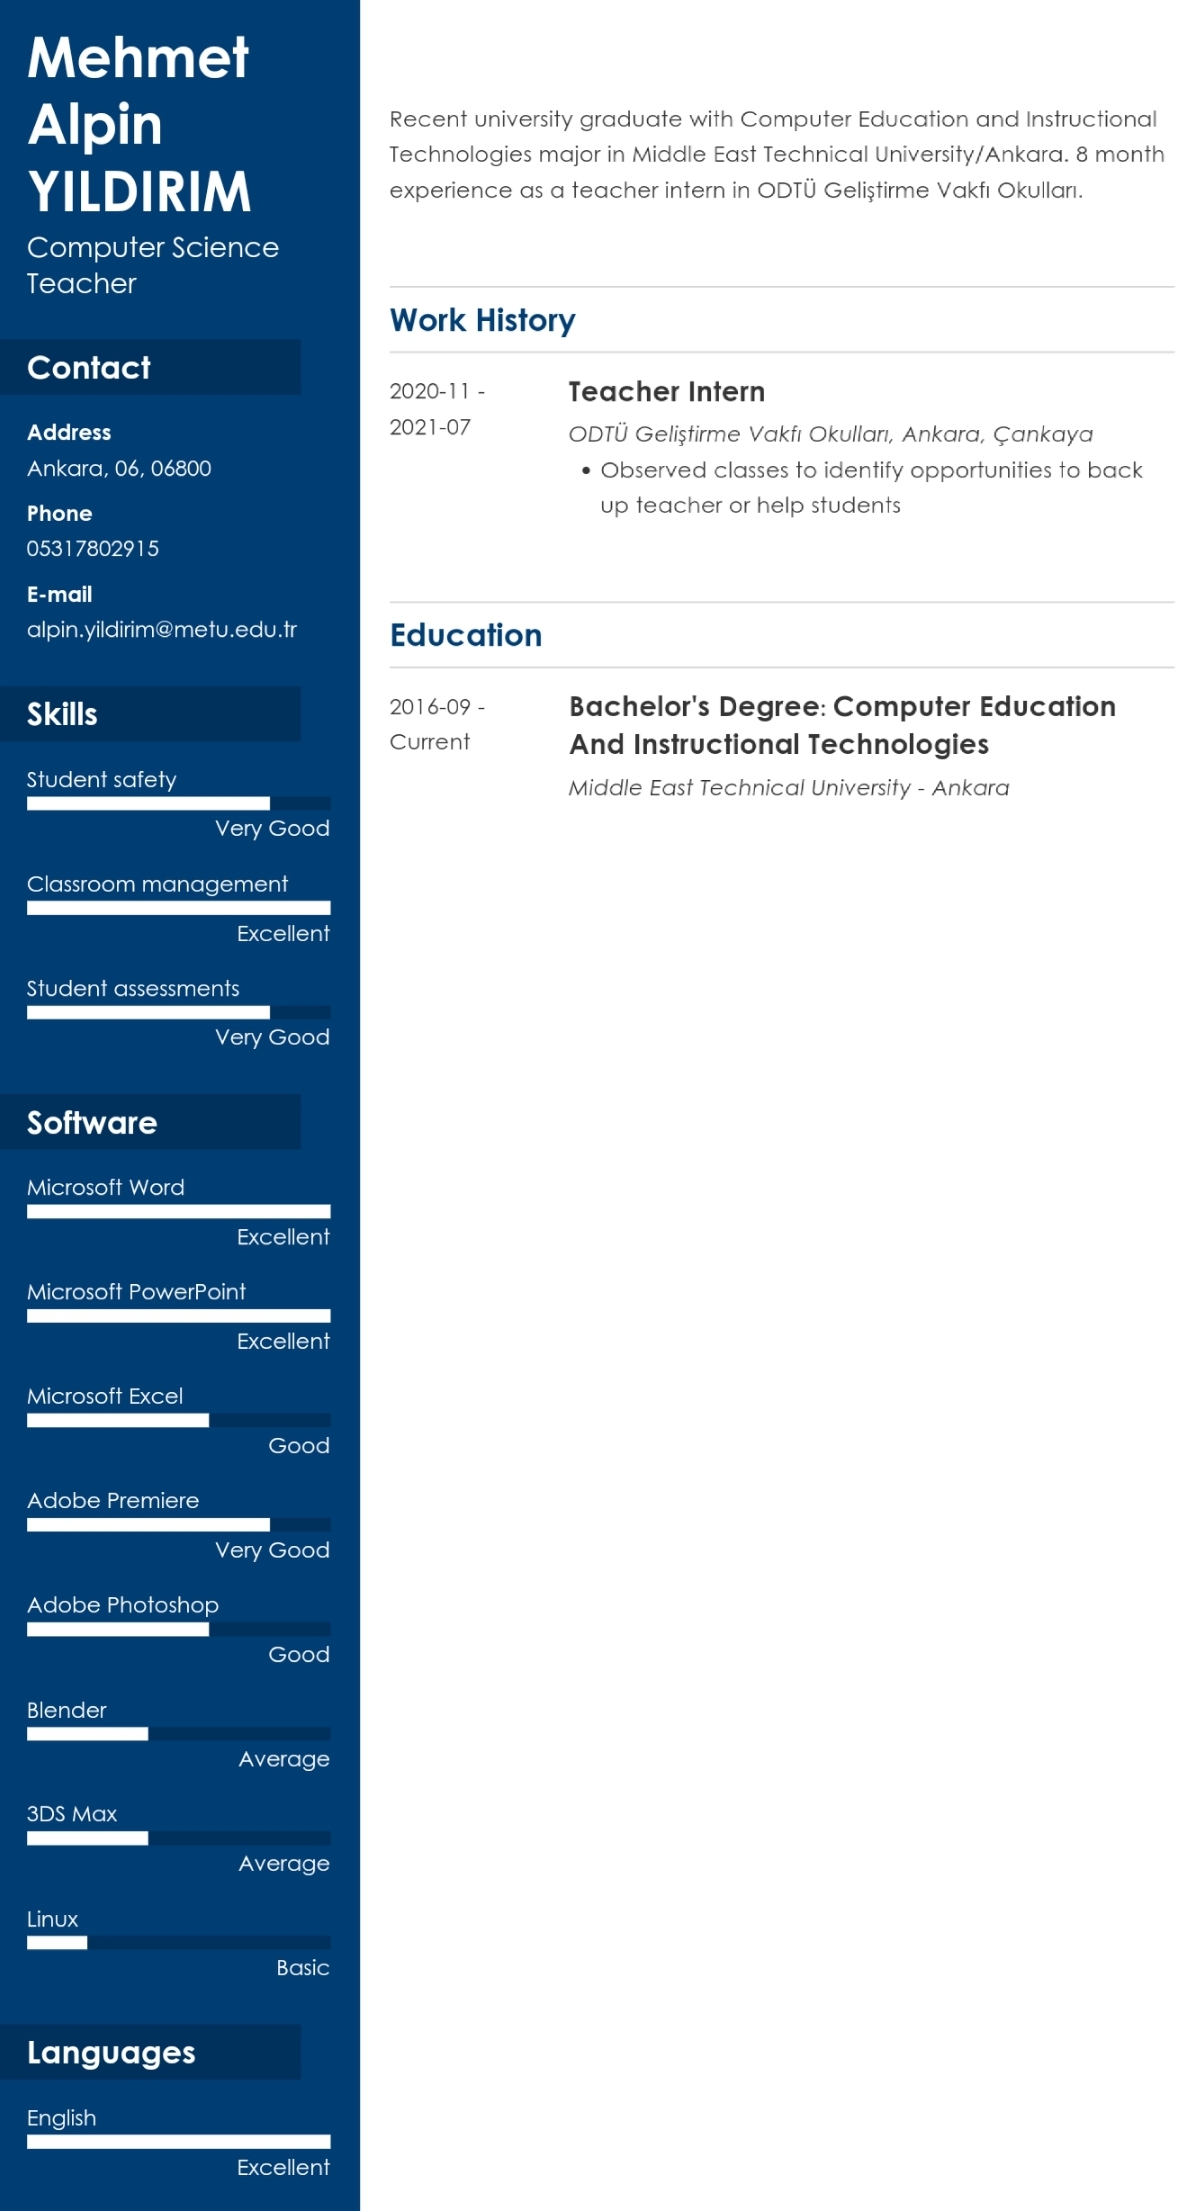 Mehmet
Alpin
YILDIRIM
Computer Science
Teacher
Contact
Address
Ankara, 06, 06800
Phone
05317802915
E-mail
alpin.yildirim@metu.edu.tr
Skills
Student safety
Very Good
Classroom management
Excellent
Student assessments
Very Good
Software
Microsoft Word
Excellent
Microsoft PowerPoint
Excellent
Microsoft Excel
Good
Adobe Premiere
Very Good
Adobe Photoshop
Good
Blender
Average
3DS Max
Average
Linux
Basic
Languages
English
Excellent
Recent university graduate with Computer Education and Instructional
Technologies major in Middle East Technical University/Ankara. 8 month
experience as a teacher intern in ODTÜ Geliştirme Vakfı Okulları.
Work History
2020-11 -
2021-07
Teacher Intern
ODTÜ Geliştirme Vakfı Okulları, Ankara, Çankaya
• Observed classes to identify opportunities to back
up teacher or help students
Education
2016-09 -
Current
Bachelor's Degree: Computer Education
And Instructional Technologies
Middle East Technical University - Ankara